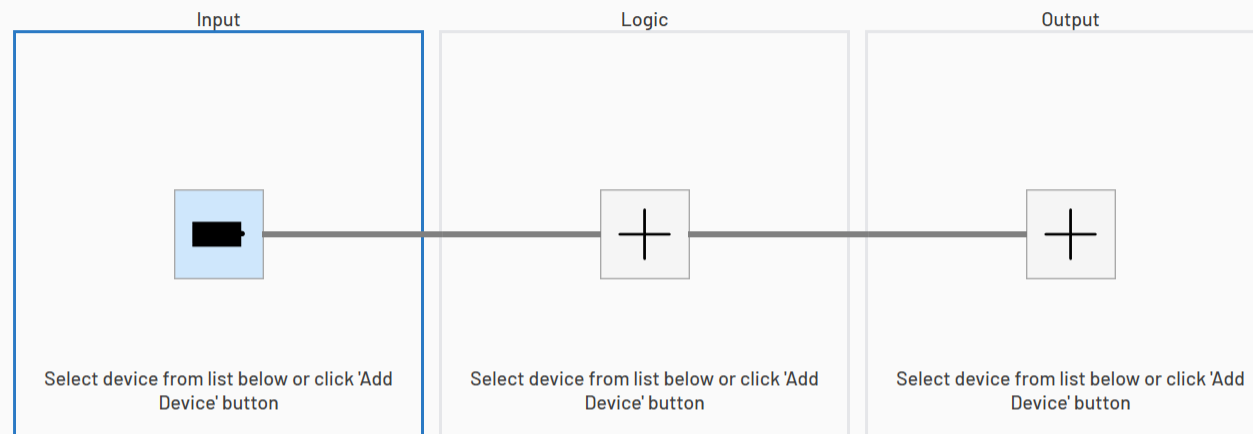 Input
Logic
Output
Select device from list below or click 'Add
Device' button
Select device from list below or click 'Add
Device' button
Select device from list below or click 'Add
Device' button